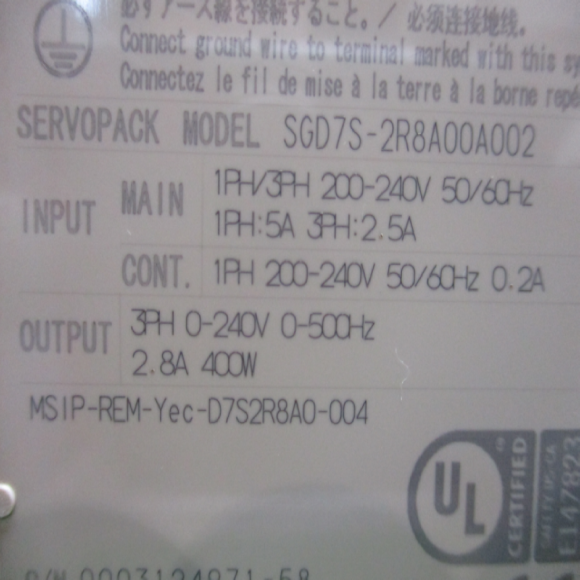 必ずアース線を接続すること。/ 必须连接地线。
Connect ground wire to terminal marked with this sy
Connectez le fil de mise à la terre à la borne repé
SERVOPACK MODEL SGD7S-2R8A00A002
INPUT MAIN 1PH/3PH 200-240V 50/60Hz
1PH:5A 3PH:2.5A
CONT. 1PH 200-240V 50/60Hz 0.2A
OUTPUT 3PH 0-240V 0-500Hz
2.8A 400W
MSIP-REM-Yec-D7S2R8A0-004
UL CERTIFIED
E147823